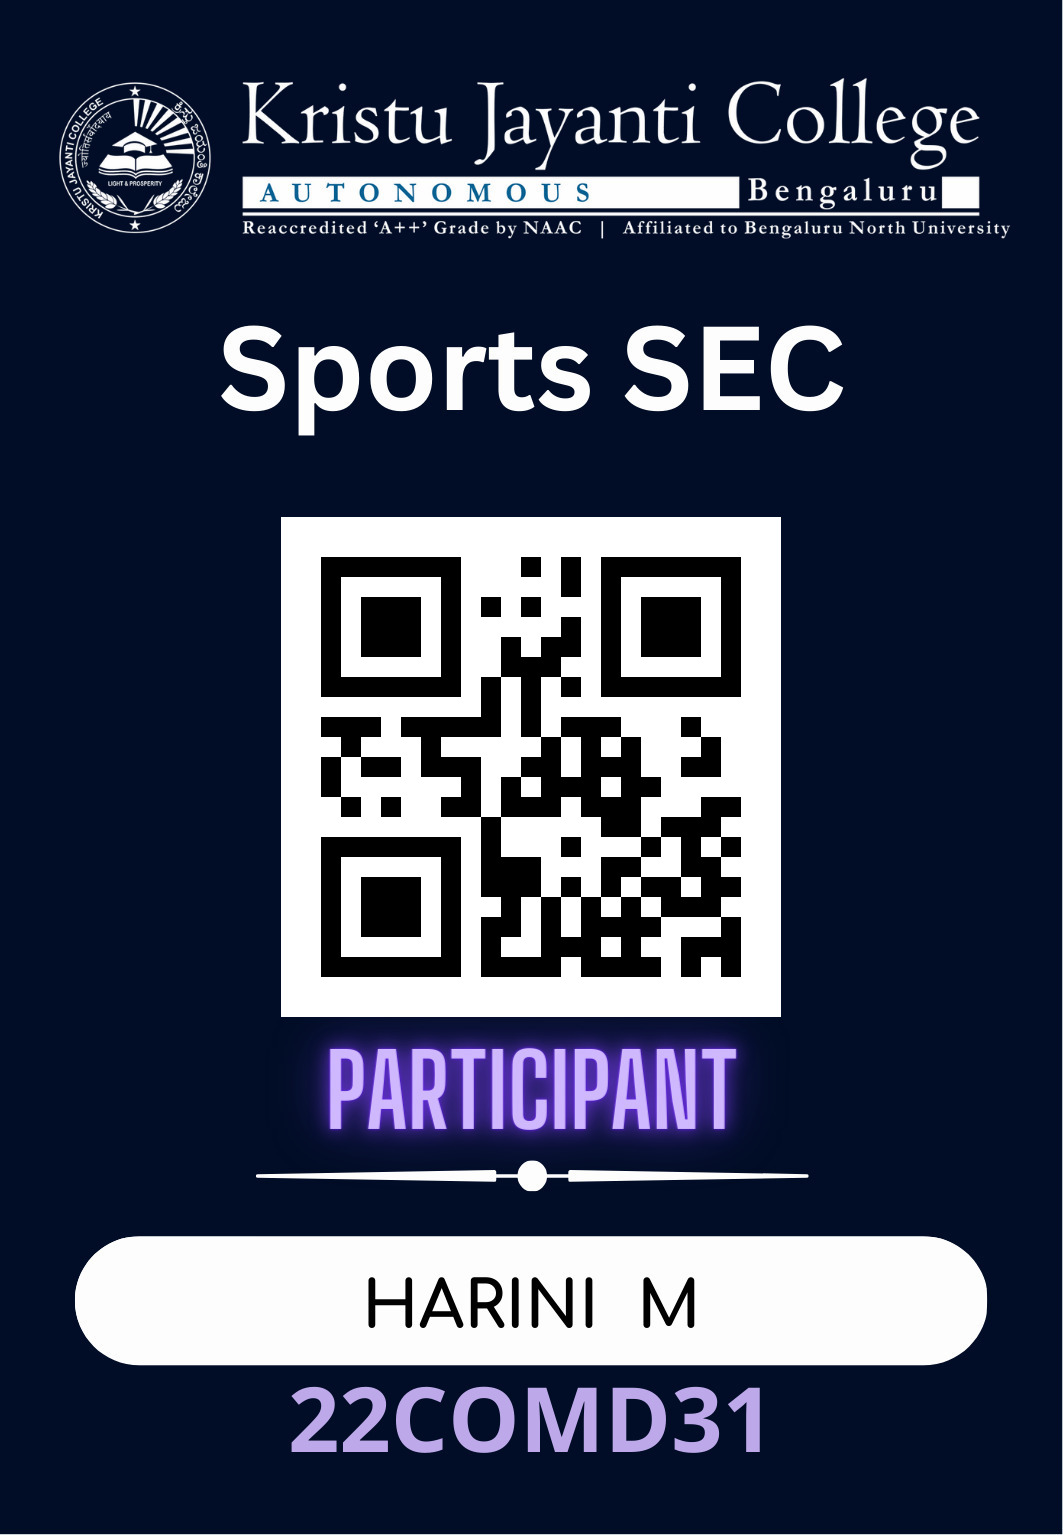 Kristu Jayanti College
AUTONOMOUS Bengaluru
Reaccredited ‘A++’ Grade by NAAC | Affiliated to Bengaluru North University
KRISTU JAYANTI COLLEGE
LIGHT & PROSPERITY
Sports SEC
PARTICIPANT
HARINI M
22COMD31